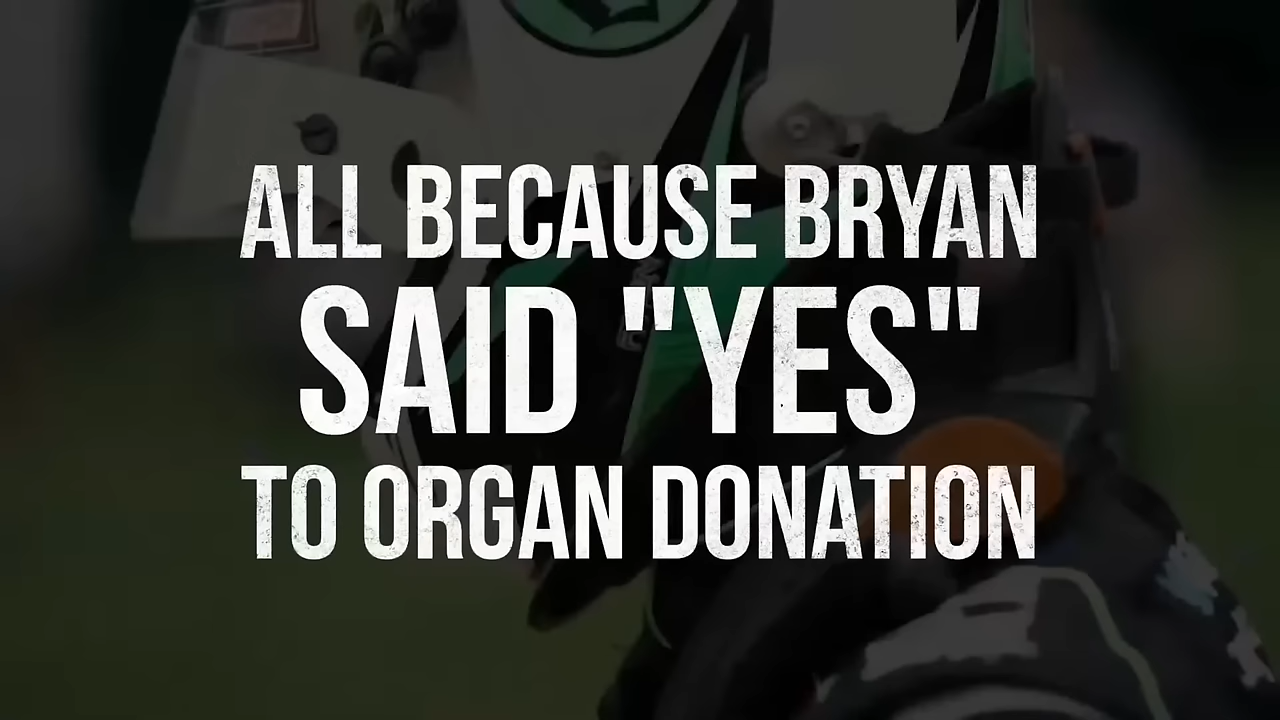 ALL BECAUSE BRYAN
SAID "YES"
TO ORGAN DONATION